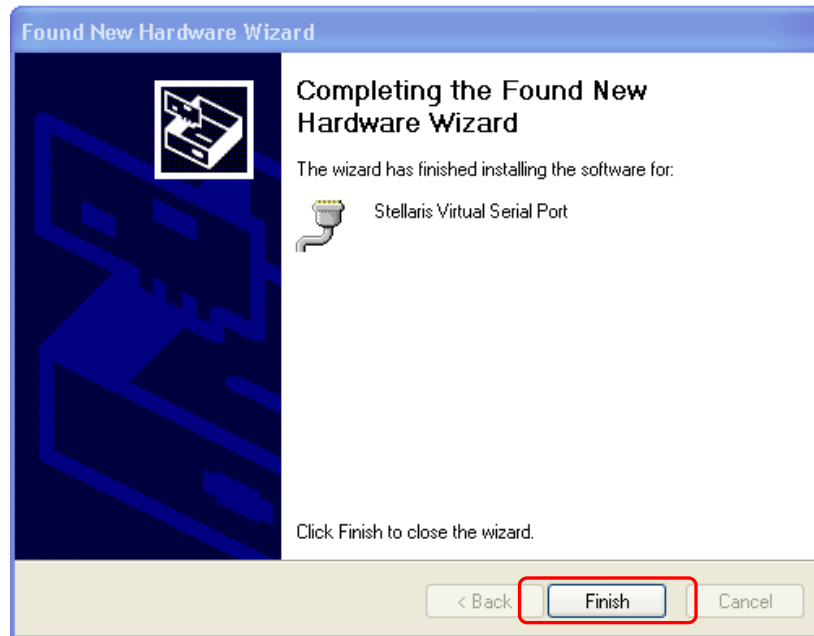 Found New Hardware Wizard
Completing the Found New
Hardware Wizard
The wizard has finished installing the software for:
Stellaris Virtual Serial Port
Click Finish to close the wizard.
< Back
Finish
Cancel